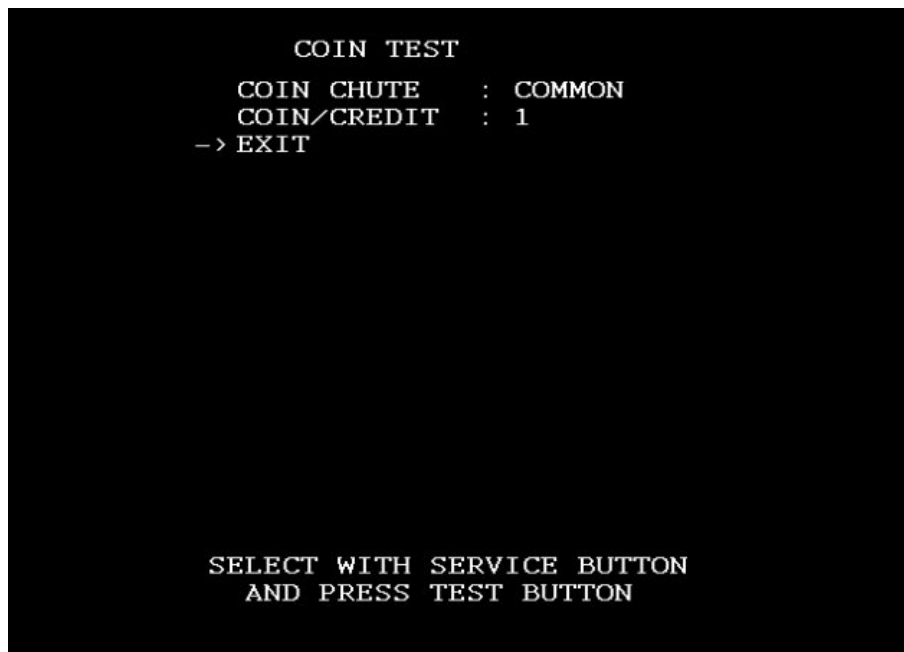 COIN TEST
COIN CHUTE : COMMON
COIN/CREDIT : 1
-> EXIT
SELECT WITH SERVICE BUTTON
AND PRESS TEST BUTTON